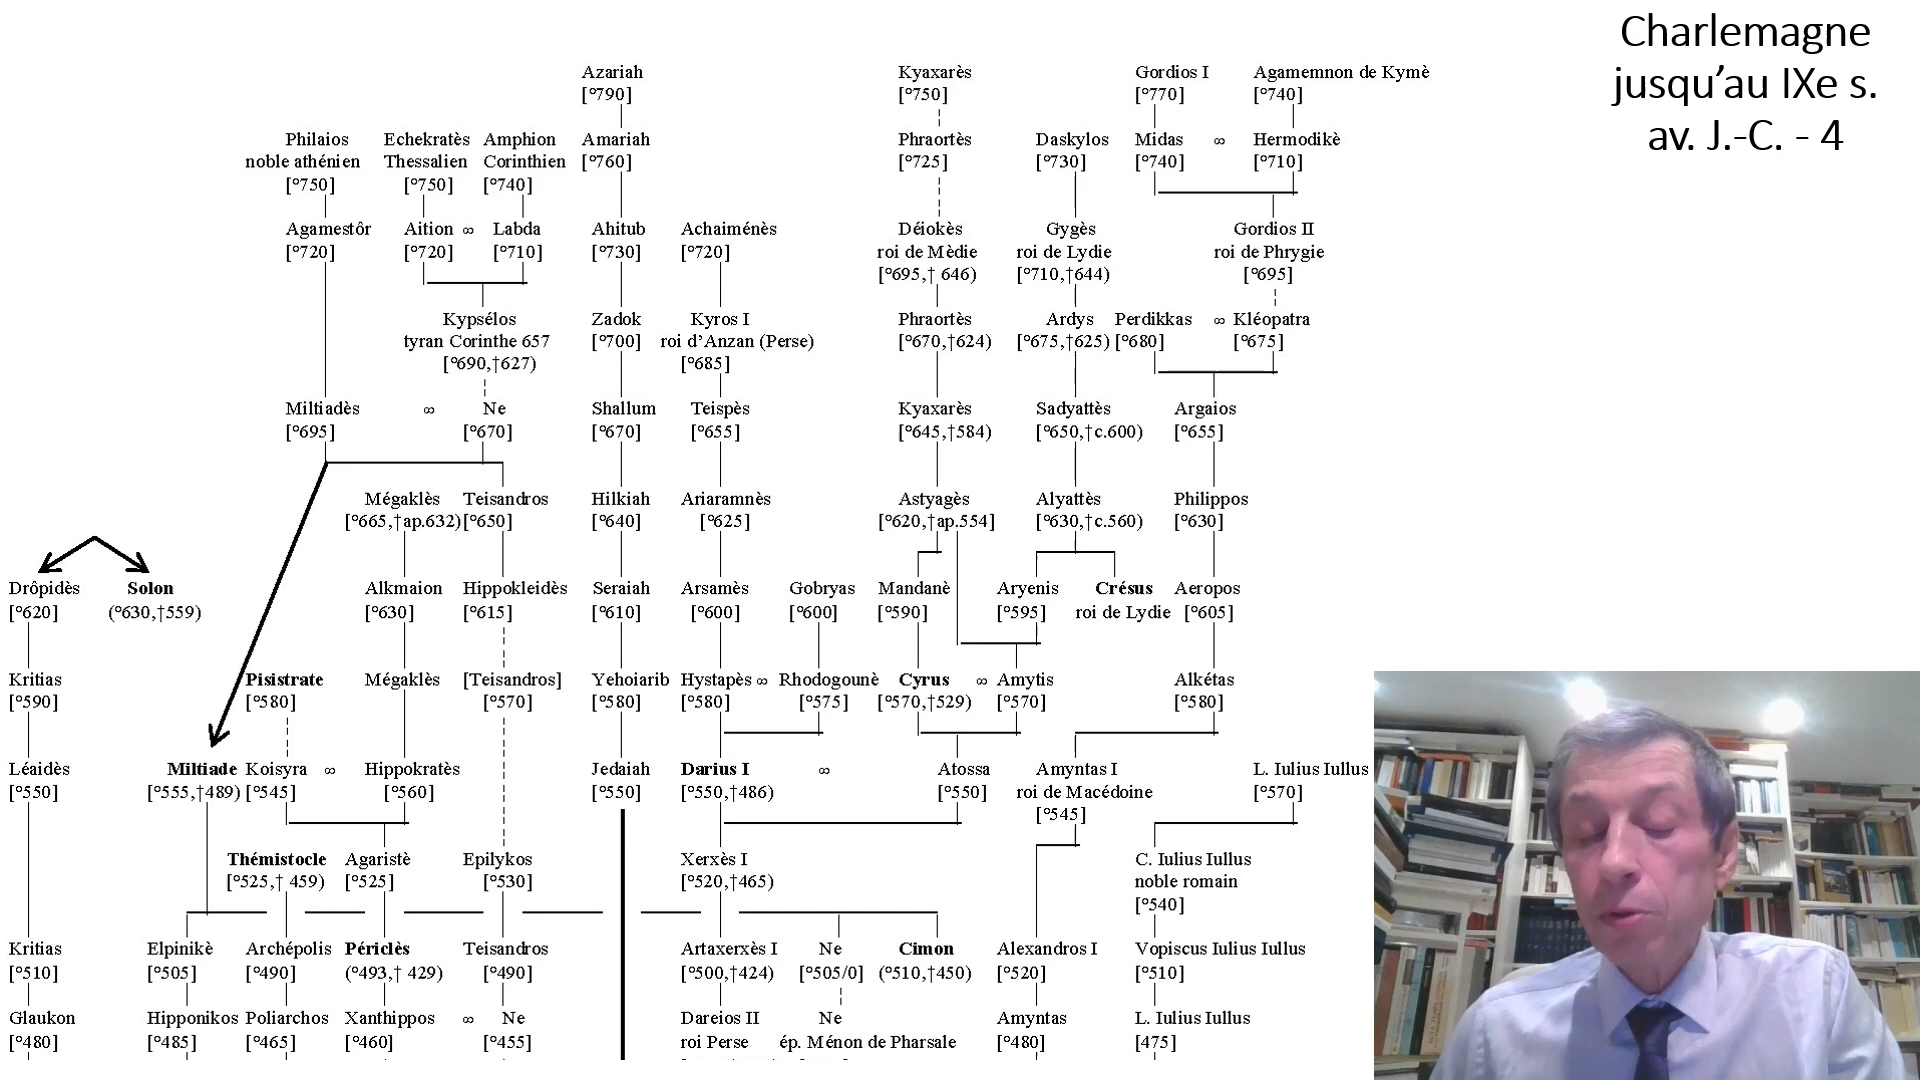 Charlemagne
jusqu’au IXe s.
av. J.-C. - 4
Azariah Kyaxarès Gordios I Agamemnon de Kymè
[°790] [°750] [°770] [°740]
Philaios Echekratès Amphion Amariah Phraortès Daskylos Midas ∞ Hermodikè
noble athénien Thessalien Corinthien [°760] [°725] [°730] [°740] [°710]
[°750] [°750] [°740]
Agamestôr Aition ∞ Labda Ahitub Achaiménès Déiokès Gygès Gordios II
[°720] [°720] [°710] [°730] [°720] roi de Mèdie roi de Lydie roi de Phrygie
[°695,† 646) [°710,†644) [°695]
Kypsélos Zadok Kyros I Phraortès Ardys Perdikkas ∞ Kléopatra
tyran Corinthe 657 [°700] roi d’Anzan (Perse) [°670,†624) [°675,†625) [°680] [°675]
[°690,†627) [°685]
Miltiadès ∞ Ne Shallum Teispès Kyaxarès Sadyattès Argaios
[°695] [°670] [°670] [°655] [°645,†584) [°650,†c.600) [°655]
Mégaklès Teisandros Hilkiah Ariaramnès Astyagès Alyattès Philippos
[°665,†ap.632) [°650] [°640] [°625] [°620,†ap.554] [°630,†c.560) [°630]
Drôpidès Solon Alkmaion Hippokleidès Seraiah Arsamès Gobryas Mandanè Aryenis Crésus Aeropos
[°620] (°630,†559) [°630] [°615] [°610] [°600] [°600] [°590] [°595] roi de Lydie [°605]
Kritias Pisistrate Mégaklès [Teisandros] Yehoiarib Hystapès ∞ Rhodogounè Cyrus ∞ Amytis Alkétas
[°590] [°580] [°570] [°580] [°580] [°575] [°570,†529) [°570] [°580]
Léaidès Miltiade Koisyra ∞ Hippokratès Jedaiah Darius I ∞ Atossa Amyntas I L. Iulius Iullus
[°550] [°555,†489) [°545] [°560] [°550] [°550,†486) [°550] roi de Macédoine [°570]
[°545]
Thémistocle Agaristè Epilykos Xerxès I C. Iulius Iullus
[°525,† 459) [°525] [°530] [°520,†465) noble romain
[°540]
Kritias Elpinikè Archépolis Périclès Teisandros Artaxerxès I Ne Cimon Alexandros I Vopiscus Iulius Iullus
[°510] [°505] [°490] (°493,† 429) [°490] [°500,†424) [°505/0] (°510,†450) [°520] [°510]
Glaukon Hipponikos Poliarchos Xanthippos ∞ Ne Dareios II Ne Amyntas L. Iulius Iullus
[°480] [°485] [°465] [°460] [°455] roi Perse ép. Ménon de Pharsale [°480] [475]